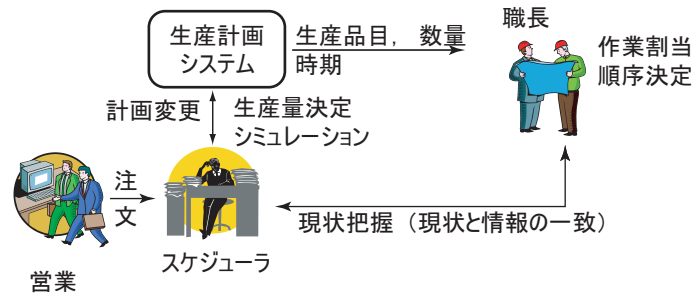 生産計画
システム
生産品目, 数量
時期
職長
作業割当
順序決定
計画変更
生産量決定
シミュレーション
注
文
営業
スケジューラ
現状把握（現状と情報の一致）